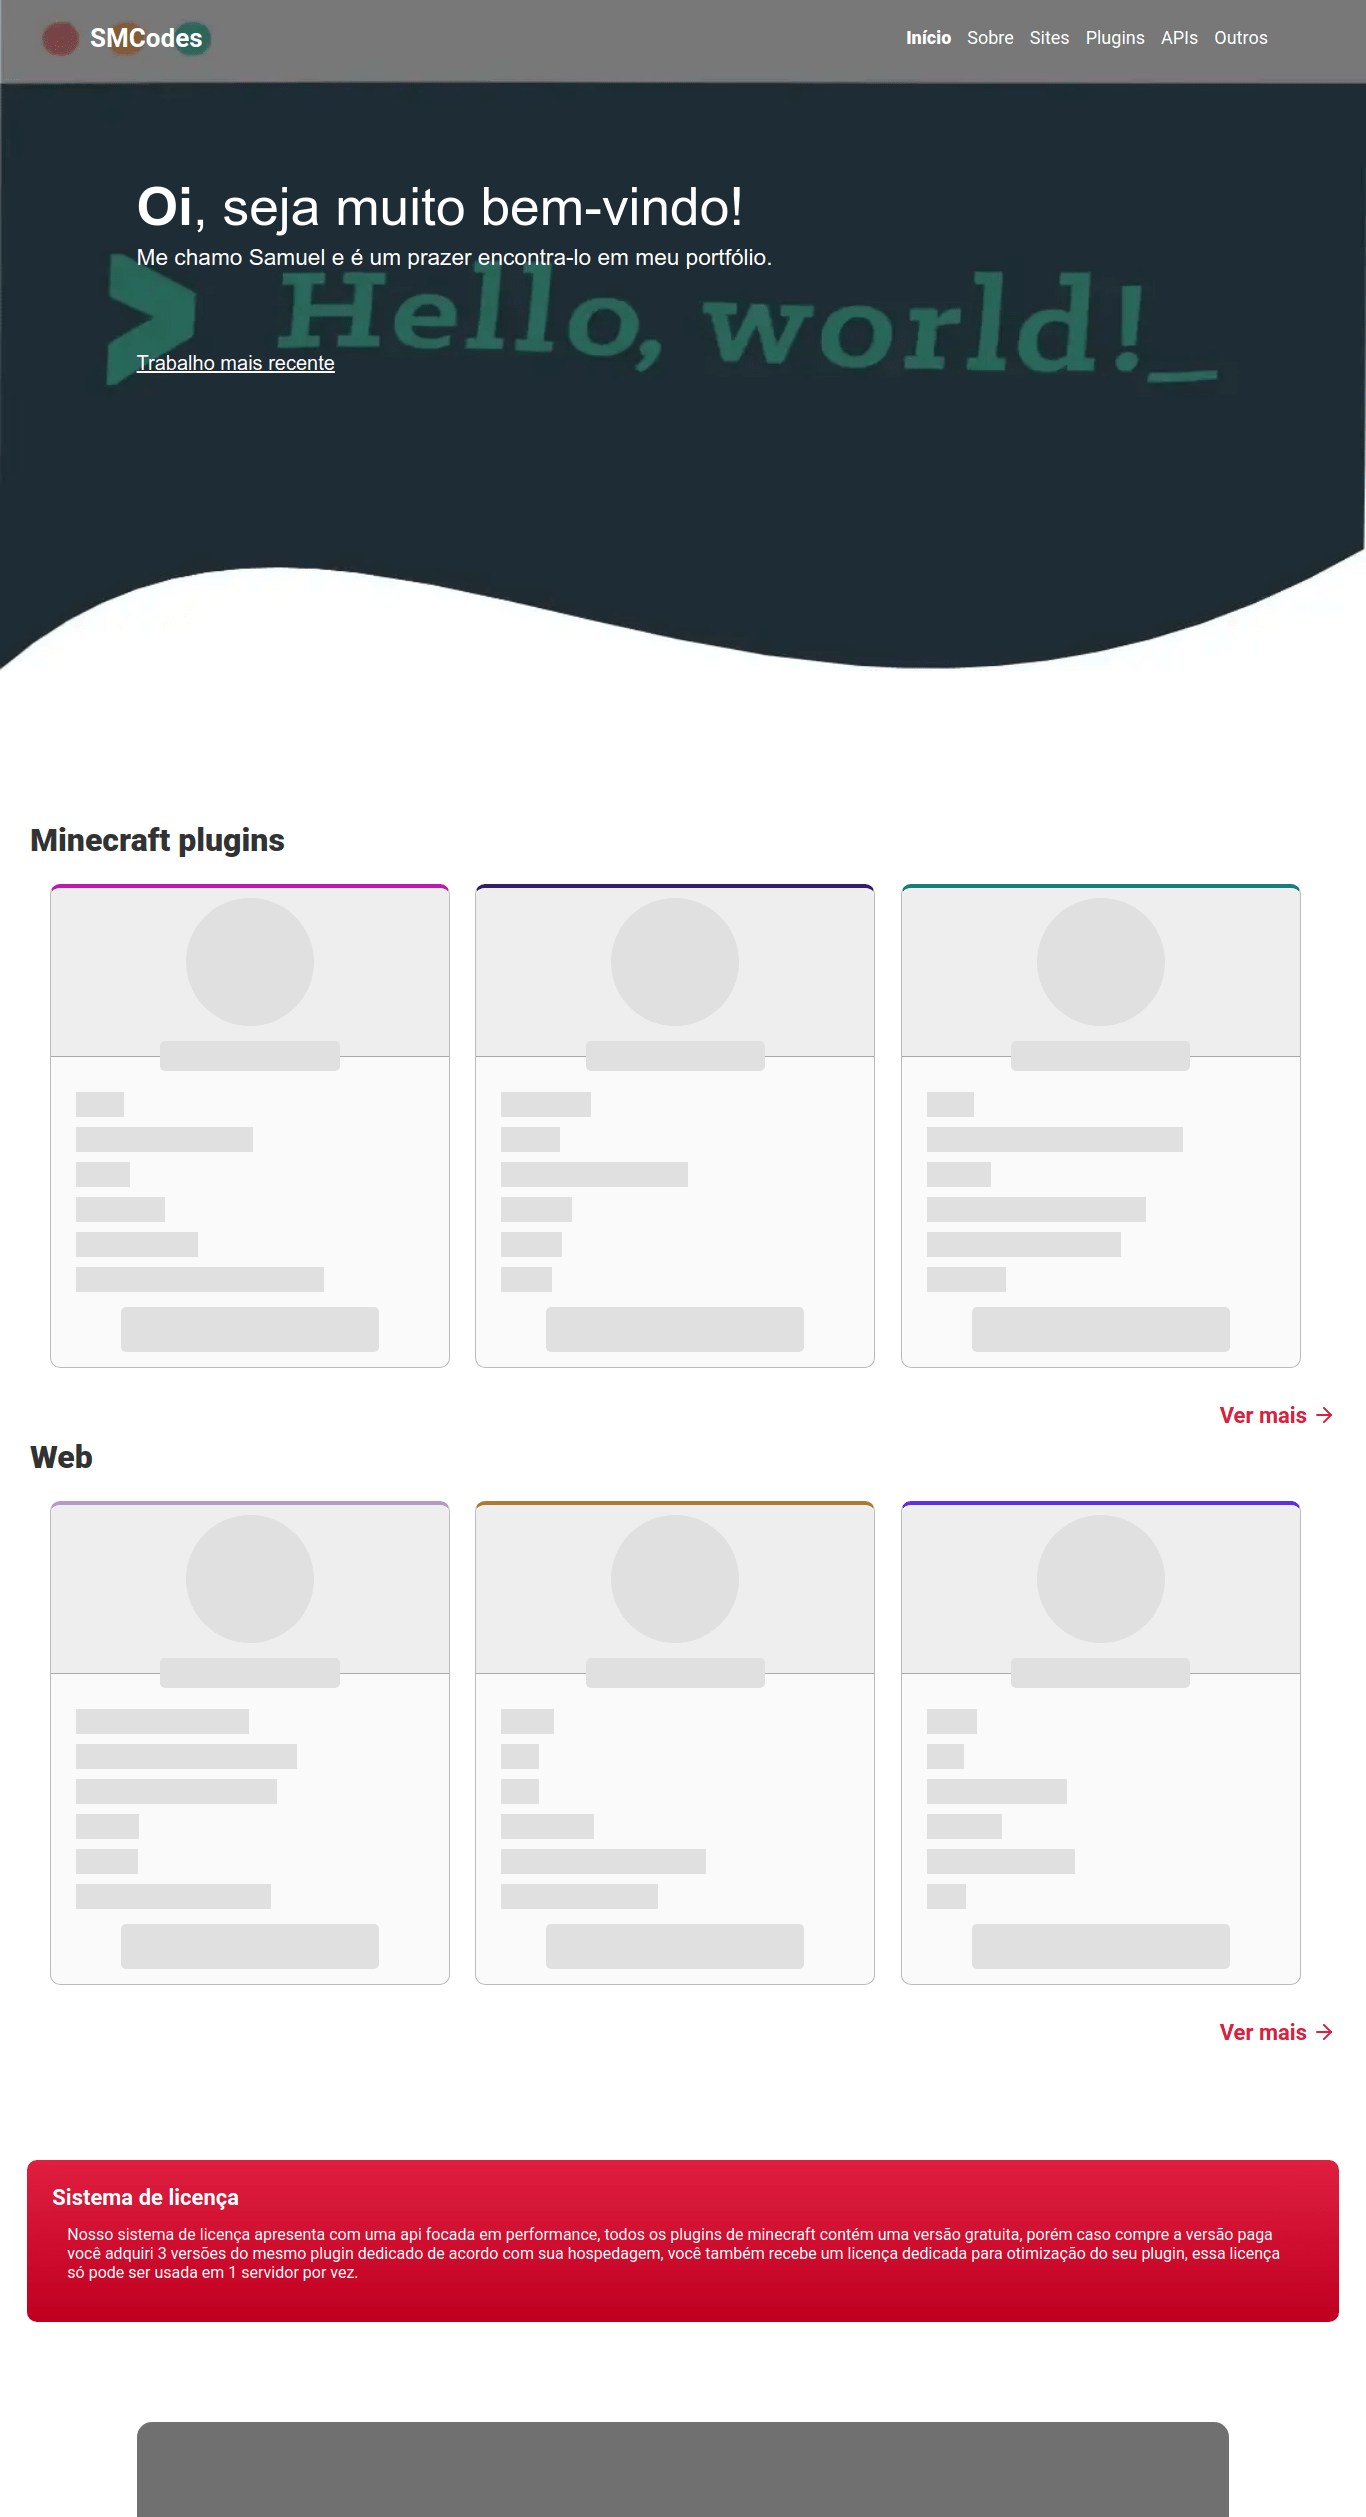 SMCodes
Início Sobre Sites Plugins APIs Outros
Oi, seja muito bem-vindo!
Me chamo Samuel e é um prazer encontra-lo em meu portfólio.
> Hello, world!_
Trabalho mais recente
Minecraft plugins
Ver mais →
Web
Ver mais →
Sistema de licença
Nosso sistema de licença apresenta com uma api focada em performance, todos os plugins de minecraft contém uma versão gratuita, porém caso compre a versão paga
você adquiri 3 versões do mesmo plugin dedicado de acordo com sua hospedagem, você também recebe um licença dedicada para otimização do seu plugin, essa licença
só pode ser usada em 1 servidor por vez.